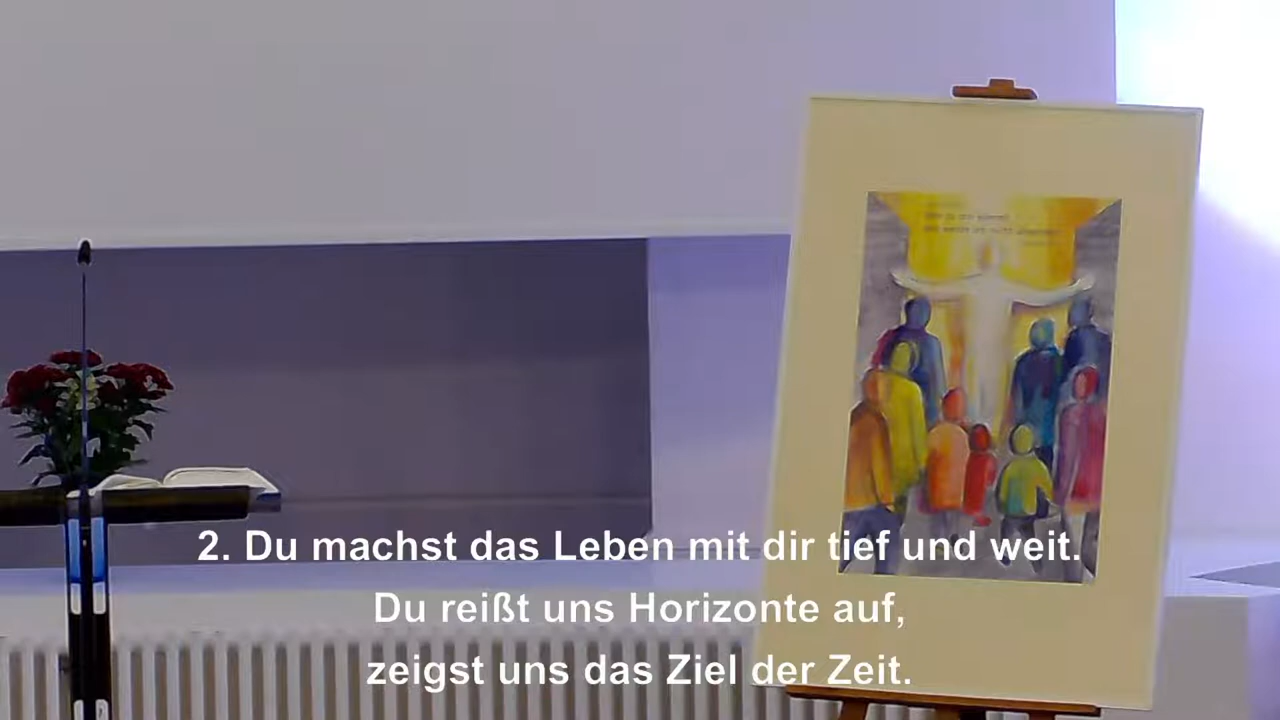 2. Du machst das Leben mit dir tief und weit.
Du reißt uns Horizonte auf,
zeigst uns das Ziel der Zeit.